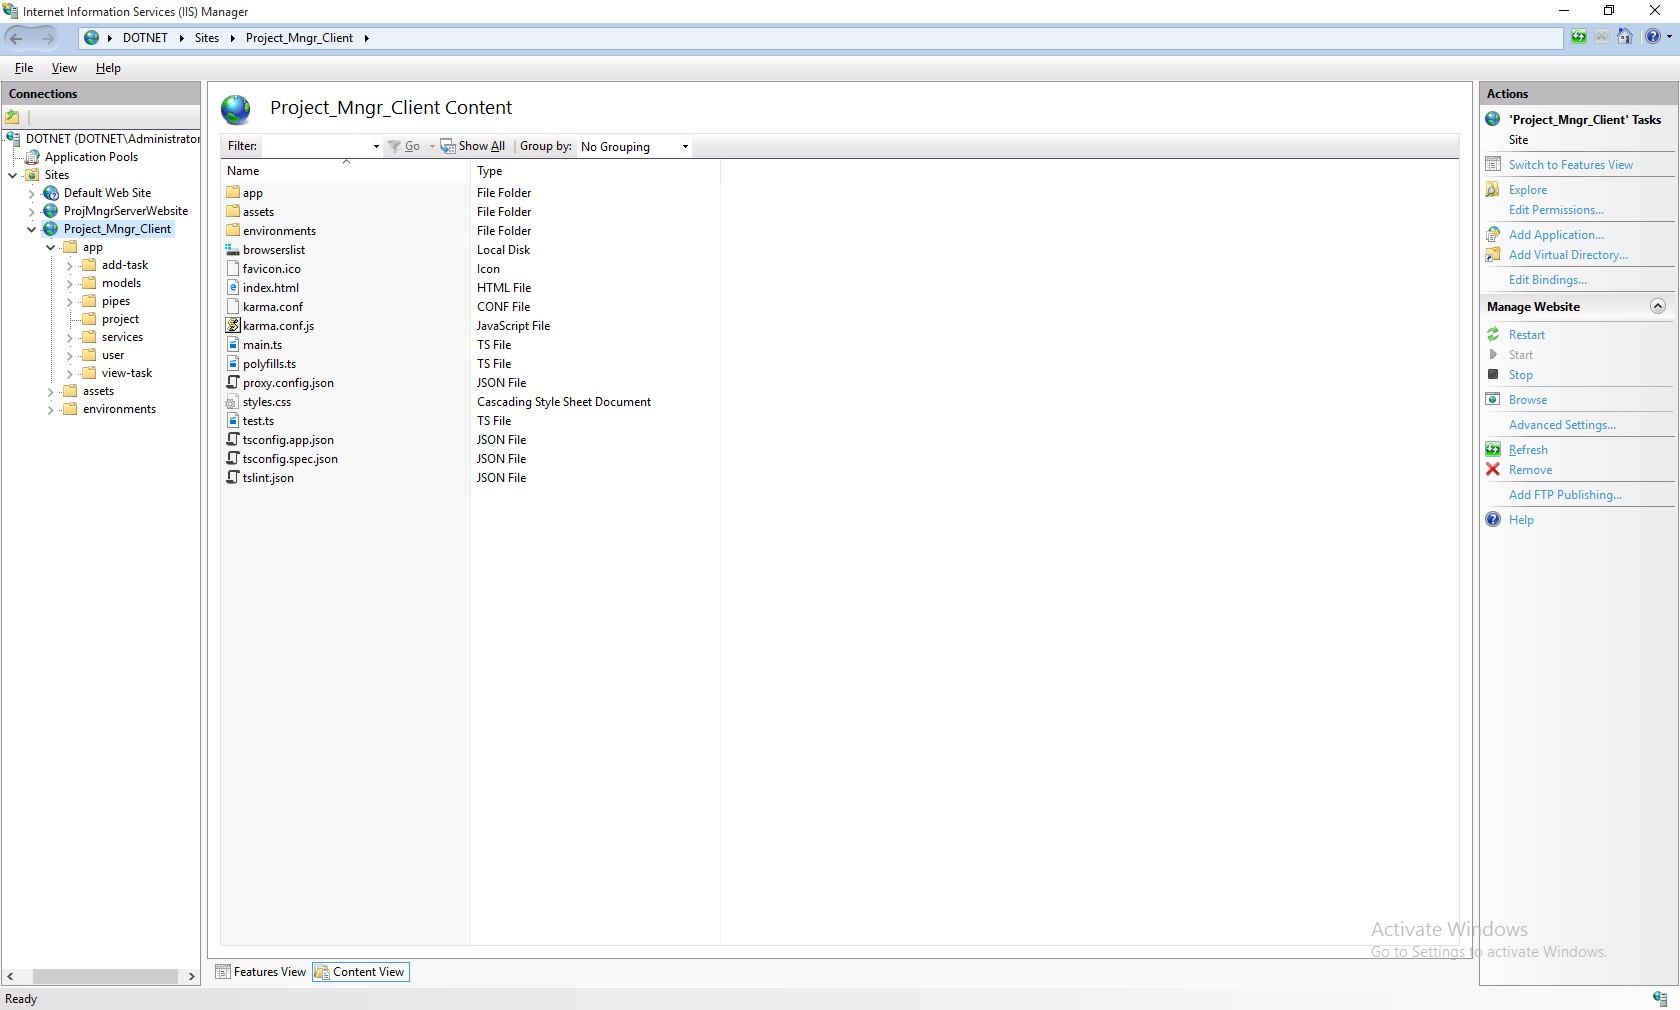 Internet Information Services (IIS) Manager
DOTNET
Sites
Project_Mngr_Client
File
View
Help
Connections
DOTNET (DOTNET\Administrator
Application Pools
Sites
Default Web Site
ProjMngrServerWebsite
Project_Mngr_Client
app
add-task
models
pipes
project
services
user
view-task
assets
environments
Project_Mngr_Client Content
Filter:
Go
Show All
Group by:
No Grouping
Name
Type
app
File Folder
assets
File Folder
environments
File Folder
browserslist
Local Disk
favicon.ico
Icon
index.html
HTML File
karma.conf
CONF File
karma.conf.js
JavaScript File
main.ts
TS File
polyfills.ts
TS File
proxy.config.json
JSON File
styles.css
Cascading Style Sheet Document
test.ts
TS File
tsconfig.app.json
JSON File
tsconfig.spec.json
JSON File
tslint.json
JSON File
Features View
Content View
Actions
'Project_Mngr_Client' Tasks
Site
Switch to Features View
Explore
Edit Permissions...
Add Application...
Add Virtual Directory...
Edit Bindings...
Manage Website
Restart
Start
Stop
Browse
Advanced Settings...
Refresh
Remove
Add FTP Publishing...
Help
Activate Windows
Go to Settings to activate Windows.
Ready